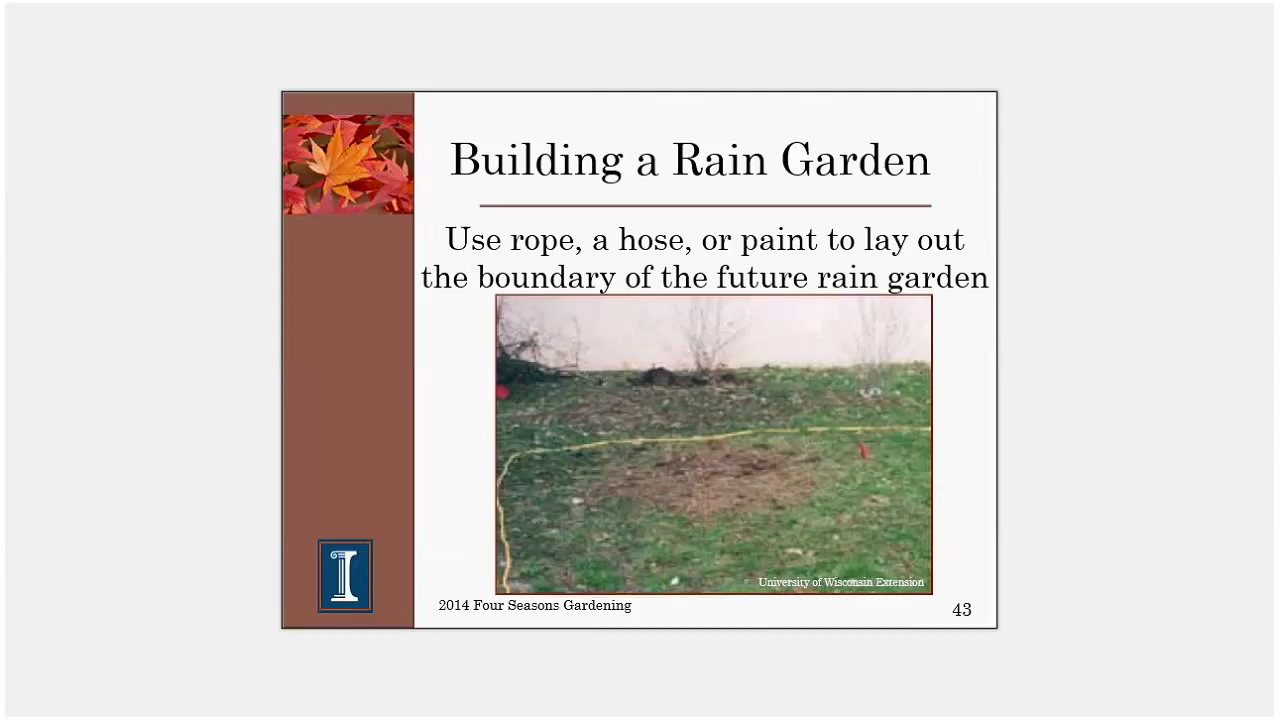 Building a Rain Garden
Use rope, a hose, or paint to lay out
the boundary of the future rain garden
University of Wisconsin Extension
2014 Four Seasons Gardening
43
I